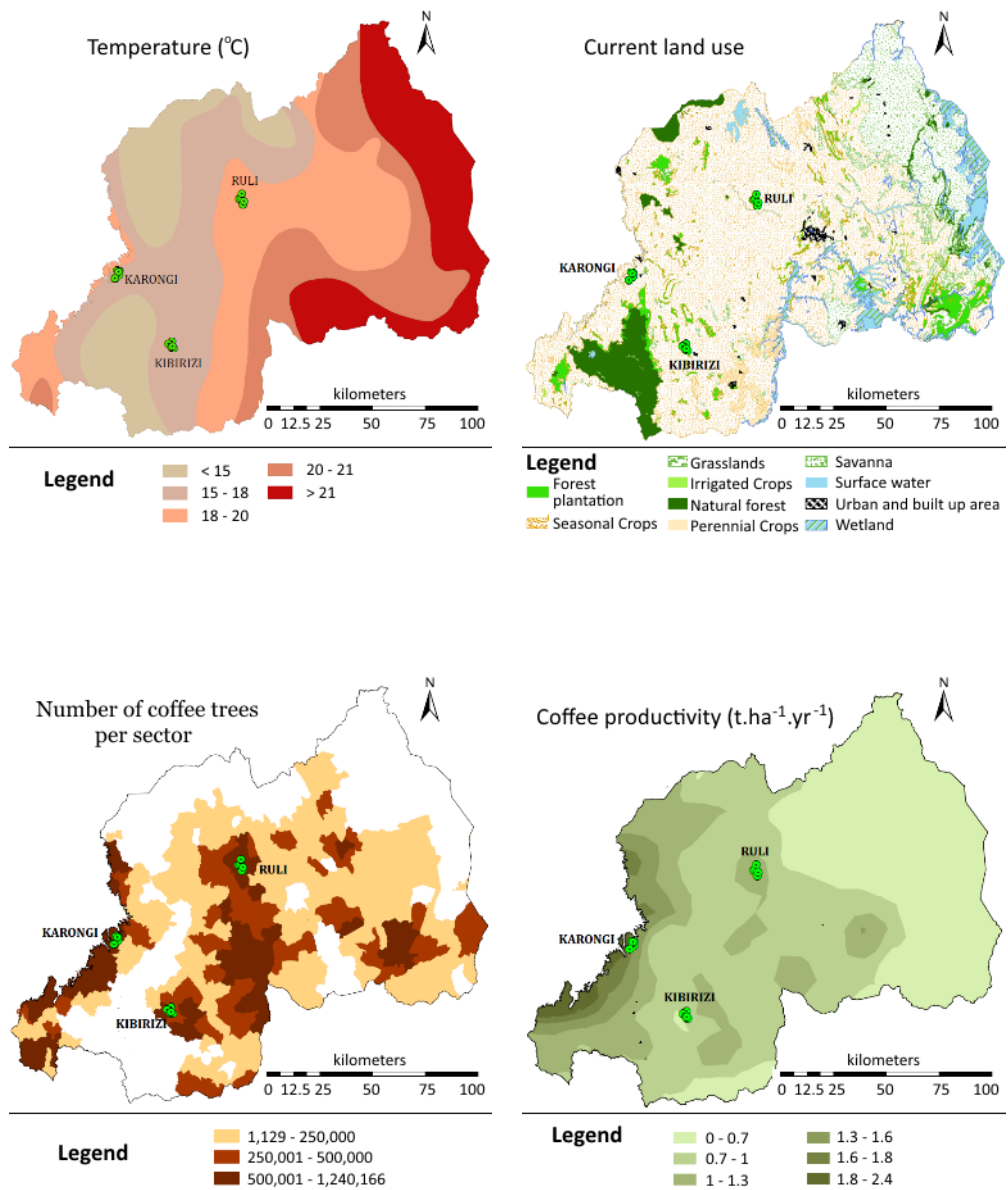 Temperature (°C)
N
RULI
KARONGI
KIBIRIZI
kilometers
0 12.5 25 50 75 100
Legend
< 15
15 - 18
18 - 20
20 - 21
> 21
Current land use
N
RULI
KARONGI
KIBIRIZI
kilometers
0 12.5 25 50 75 100
Legend
Forest
plantation
Seasonal Crops
Grasslands
Irrigated Crops
Natural forest
Perennial Crops
Savanna
Surface water
Urban and built up area
Wetland
Number of coffee trees
per sector
N
RULI
KARONGI
KIBIRIZI
kilometers
0 12.5 25 50 75 100
Legend
1,129 - 250,000
250,001 - 500,000
500,001 - 1,240,166
Coffee productivity (t.ha⁻¹.yr⁻¹)
N
RULI
KARONGI
KIBIRIZI
kilometers
0 12.5 25 50 75 100
Legend
0 - 0.7
0.7 - 1
1 - 1.3
1.3 - 1.6
1.6 - 1.8
1.8 - 2.4